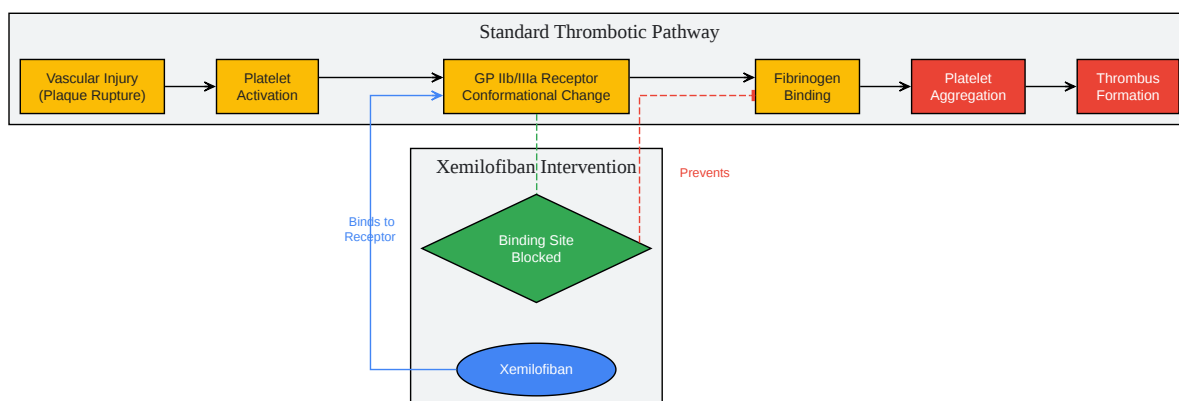 Standard Thrombotic Pathway
Vascular Injury
(Plaque Rupture)
Platelet
Activation
GP IIb/IIIa Receptor
Conformational Change
Fibrinogen
Binding
Platelet
Aggregation
Thrombus
Formation
Xemilofiban Intervention
Prevents
Binds to
Receptor
Binding Site
Blocked
Xemilofiban